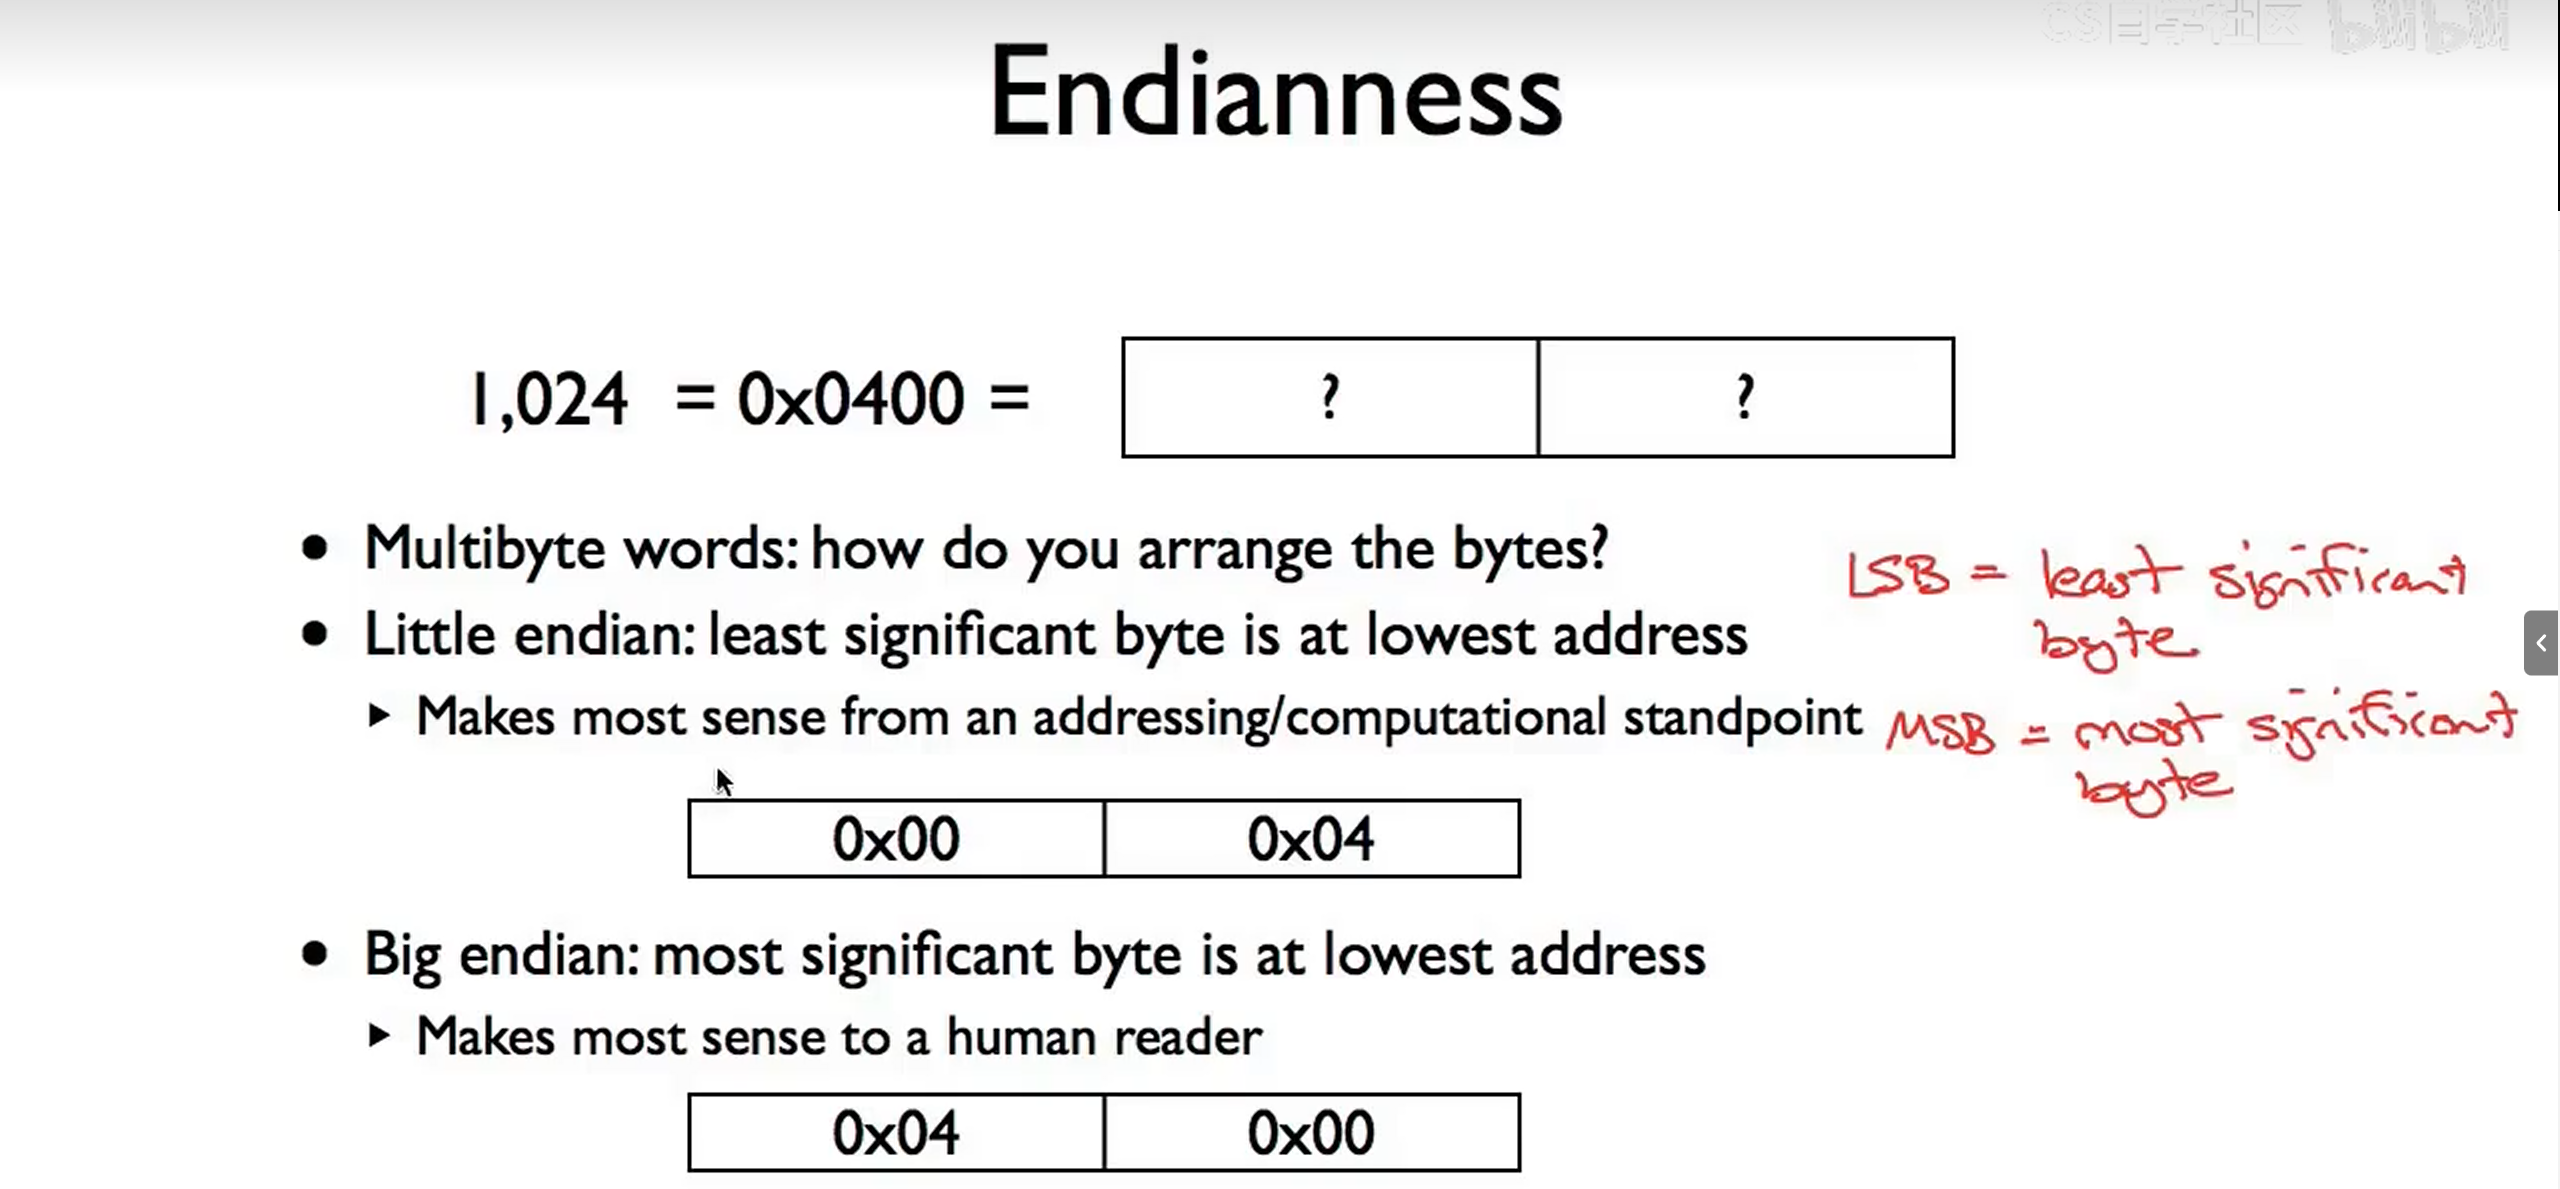 CS自学社区 bilibili
Endianness
1,024 = 0x0400 = ? ?
• Multibyte words: how do you arrange the bytes?
LSB = least significant
byte
• Little endian: least significant byte is at lowest address
▸ Makes most sense from an addressing/computational standpoint
MSB = most significant
byte
0x00 0x04
• Big endian: most significant byte is at lowest address
▸ Makes most sense to a human reader
0x04 0x00